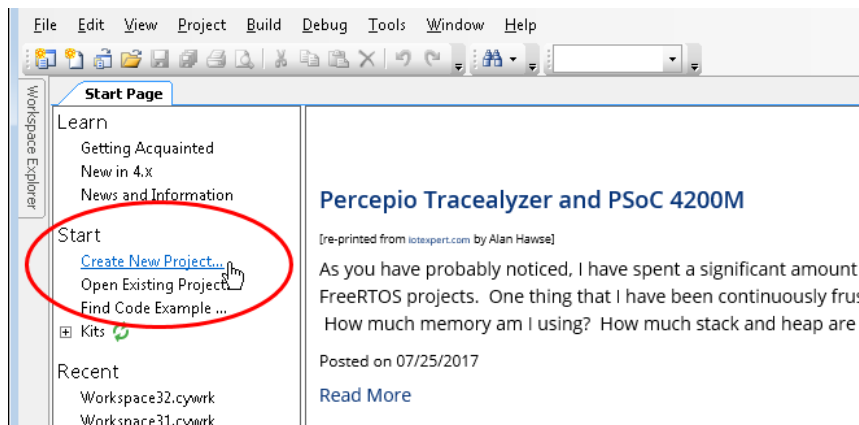 File Edit View Project Build Debug Tools Window Help
Workspace Explorer
Start Page
Learn
Getting Acquainted
New in 4.x
News and Information
Start
Create New Project...
Open Existing Project
Find Code Example ...
Kits
Recent
Workspace32.cywrk
Workspace31.cywrk
Percepio Tracealyzer and PSoC 4200M
[re-printed from iotexpert.com by Alan Hawse]
As you have probably noticed, I have spent a significant amount
FreeRTOS projects. One thing that I have been continuously frus
How much memory am I using? How much stack and heap are
Posted on 07/25/2017
Read More